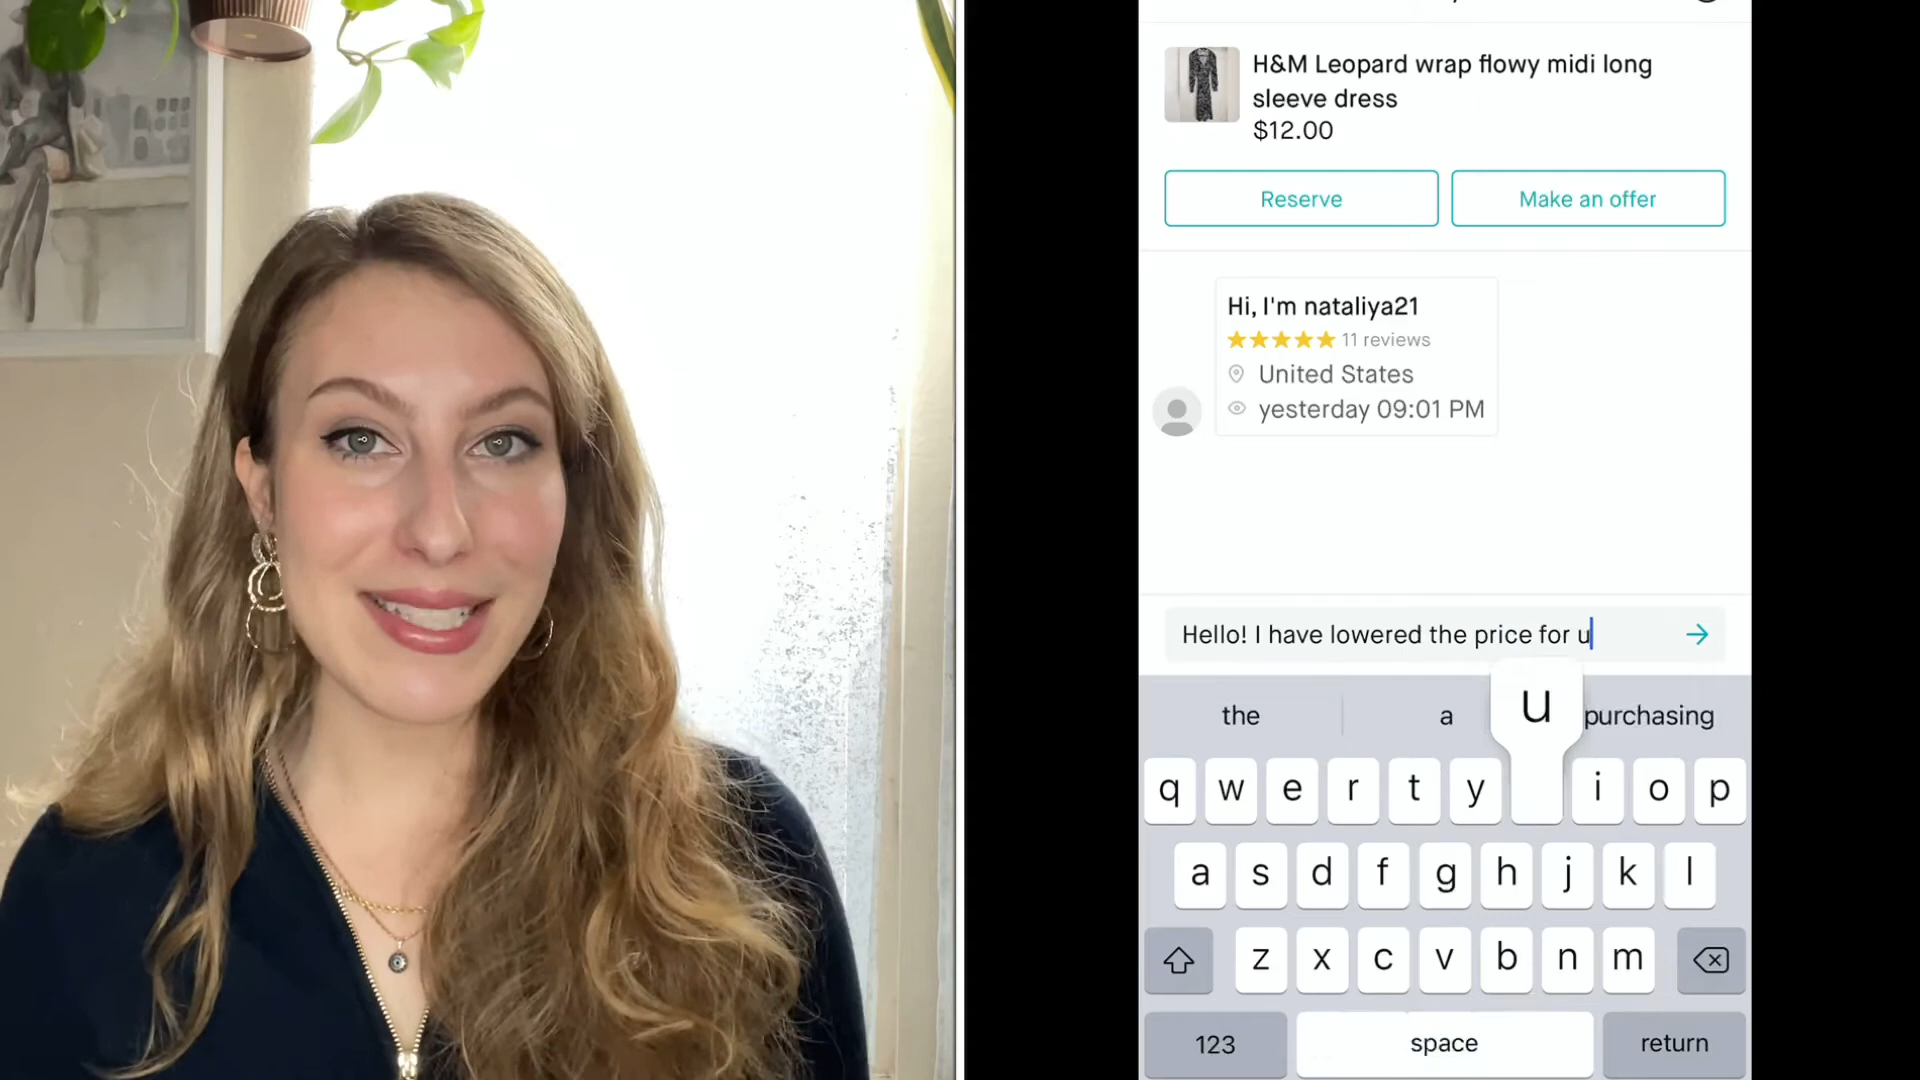 H&M Leopard wrap flowy midi long
sleeve dress
$12.00
Reserve
Make an offer
Hi, I'm nataliya21
11 reviews
United States
yesterday 09:01 PM
Hello! I have lowered the price for u
the
a
u
purchasing
q w e r t y i o p
a s d f g h j k l
z x c v b n m
123
space
return